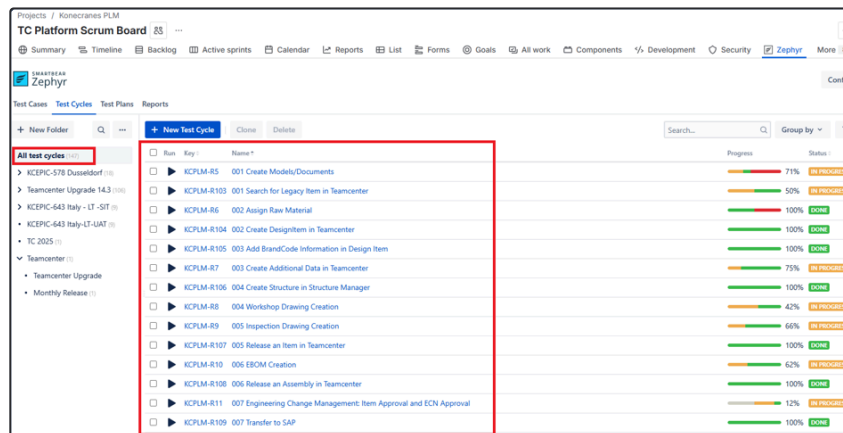 Projects / Konecranes PLM
TC Platform Scrum Board
Summary Timeline Backlog Active sprints Calendar Reports List Forms Goals All work Components Development Security Zephyr More
SMARTBEAR
Zephyr
Test Cases Test Cycles Test Plans Reports
+ New Folder
+ New Test Cycle Clone Delete Search... Group by
All test cycles (147)
Run Key Name Progress Status
KCEPIC-578 Dusseldorf (18)
Teamcenter Upgrade 14.3 (106)
KCEPIC-643 Italy - LT -SIT (9)
KCEPIC-643 Italy-LT-UAT (9)
TC 2025 (1)
Teamcenter (1)
Teamcenter Upgrade
Monthly Release (1)
KCPLM-R5 001 Create Models/Documents 71% IN PROGRES
KCPLM-R103 001 Search for Legacy Item in Teamcenter 50% IN PROGRES
KCPLM-R6 002 Assign Raw Material 100% DONE
KCPLM-R104 002 Create DesignItem in Teamcenter 100% DONE
KCPLM-R105 003 Add BrandCode Information in Design Item 100% DONE
KCPLM-R7 003 Create Additional Data in Teamcenter 75% IN PROGRES
KCPLM-R106 004 Create Structure in Structure Manager 100% DONE
KCPLM-R8 004 Workshop Drawing Creation 42% IN PROGRES
KCPLM-R9 005 Inspection Drawing Creation 66% IN PROGRES
KCPLM-R107 005 Release an Item in Teamcenter 100% DONE
KCPLM-R10 006 EBOM Creation 62% IN PROGRES
KCPLM-R108 006 Release an Assembly in Teamcenter 100% DONE
KCPLM-R11 007 Engineering Change Management: Item Approval and ECN Approval 12% IN PROGRES
KCPLM-R109 007 Transfer to SAP 100% DONE